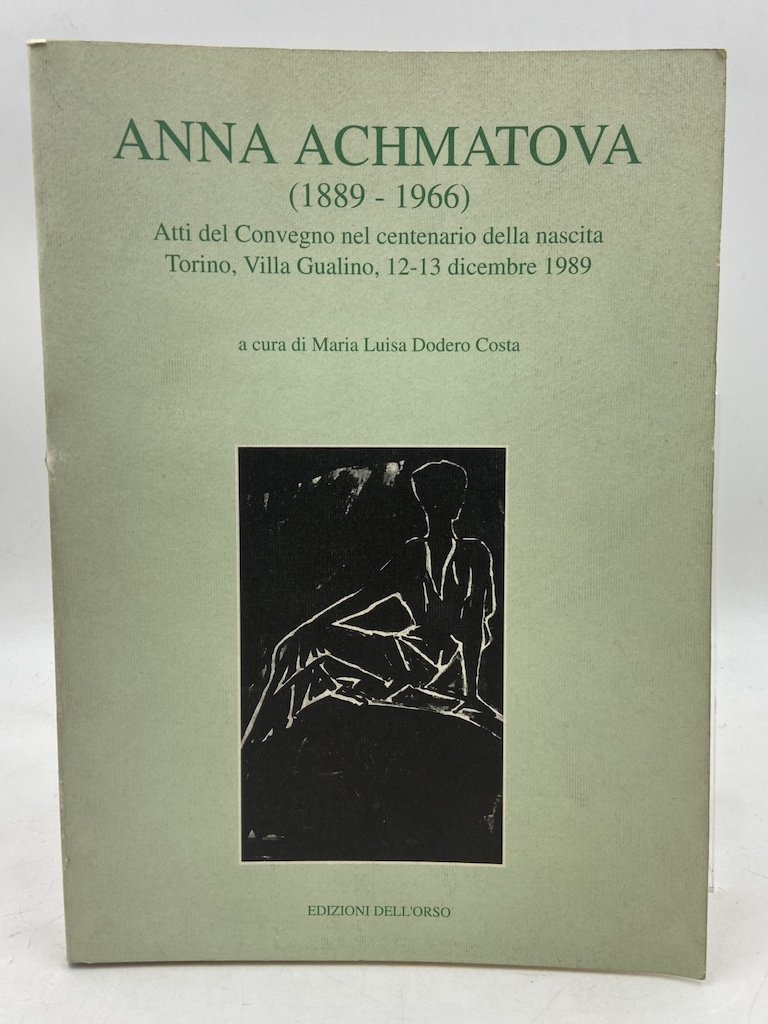 ANNA ACHMATOVA
(1889 - 1966)
Atti del Convegno nel centenario della nascita
Torino, Villa Gualino, 12-13 dicembre 1989
a cura di Maria Luisa Dodero Costa
EDIZIONI DELL'ORSO